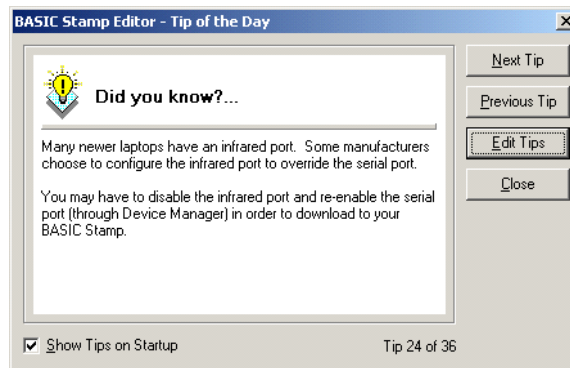 BASIC Stamp Editor - Tip of the Day
Did you know?...
Many newer laptops have an infrared port. Some manufacturers
choose to configure the infrared port to override the serial port.
You may have to disable the infrared port and re-enable the serial
port (through Device Manager) in order to download to your
BASIC Stamp.
Next Tip
Previous Tip
Edit Tips
Close
Show Tips on Startup
Tip 24 of 36